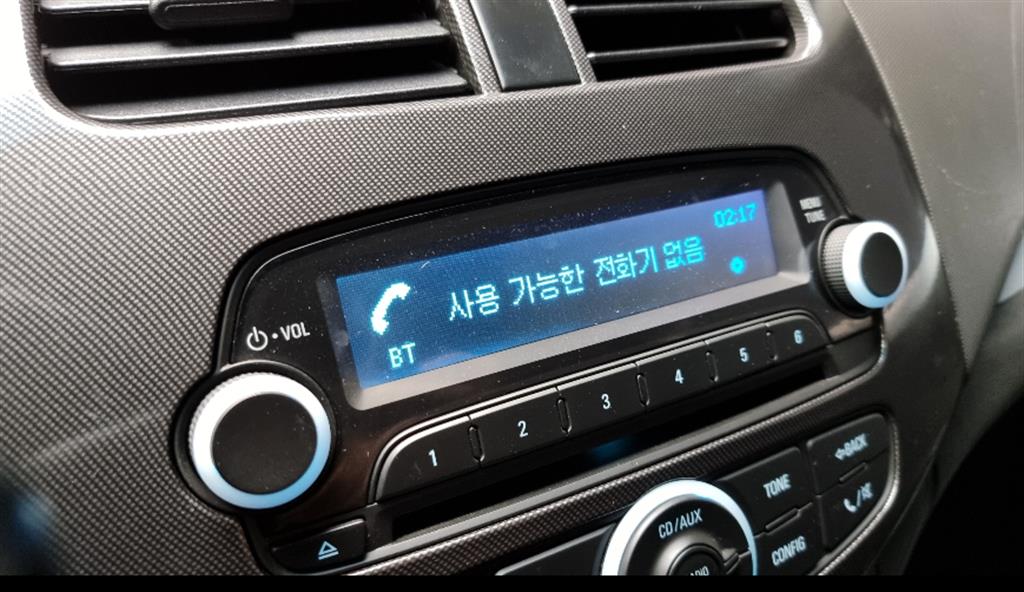 02:17
MENU
TUNE
사용 가능한 전화기 없음
BT
VOL
1 2 3 4 5 6
BACK
TONE
CD/AUX
CONFIG